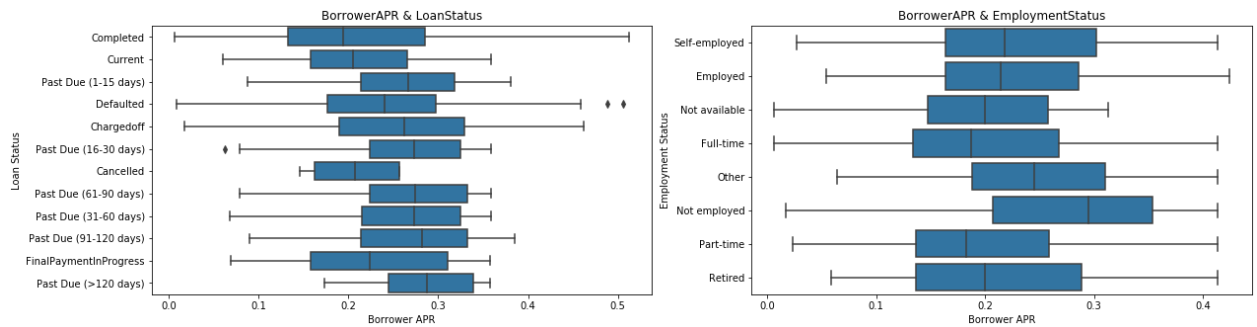 BorrowerAPR & LoanStatus
Loan Status
Completed
Current
Past Due (1-15 days)
Defaulted
Chargedoff
Past Due (16-30 days)
Cancelled
Past Due (61-90 days)
Past Due (31-60 days)
Past Due (91-120 days)
FinalPaymentInProgress
Past Due (>120 days)
0.0 0.1 0.2 0.3 0.4 0.5
Borrower APR
BorrowerAPR & EmploymentStatus
Employment Status
Self-employed
Employed
Not available
Full-time
Other
Not employed
Part-time
Retired
0.0 0.1 0.2 0.3 0.4
Borrower APR